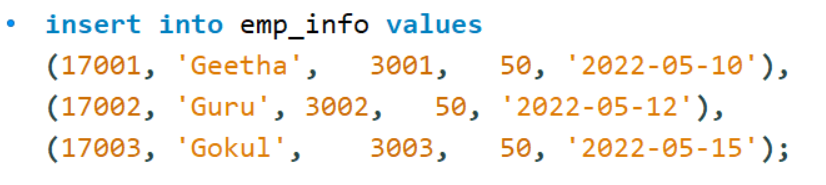 • insert into emp_info values
(17001, 'Geetha', 3001, 50, '2022-05-10'),
(17002, 'Guru', 3002, 50, '2022-05-12'),
(17003, 'Gokul', 3003, 50, '2022-05-15');